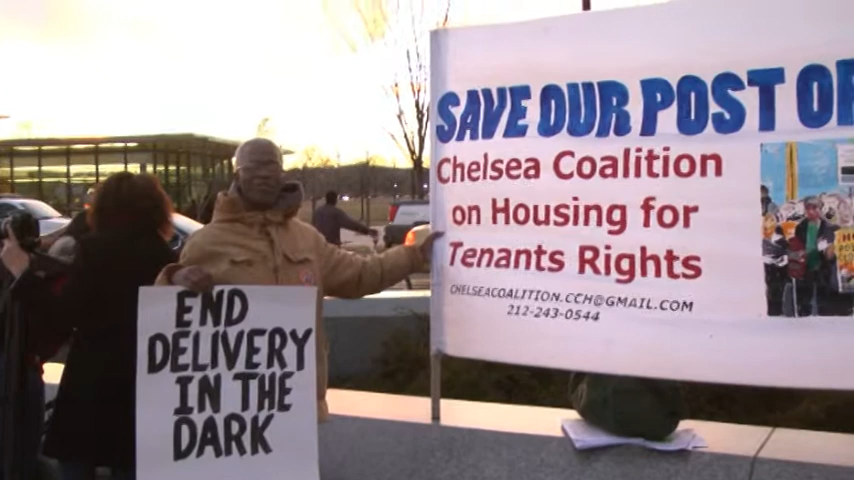 SAVE OUR POST
Chelsea Coalition
on Housing for
Tenants Rights
CHELSEACOALITION.CCH@GMAIL.COM
212-243-0544
END
DELIVERY
IN THE
DARK